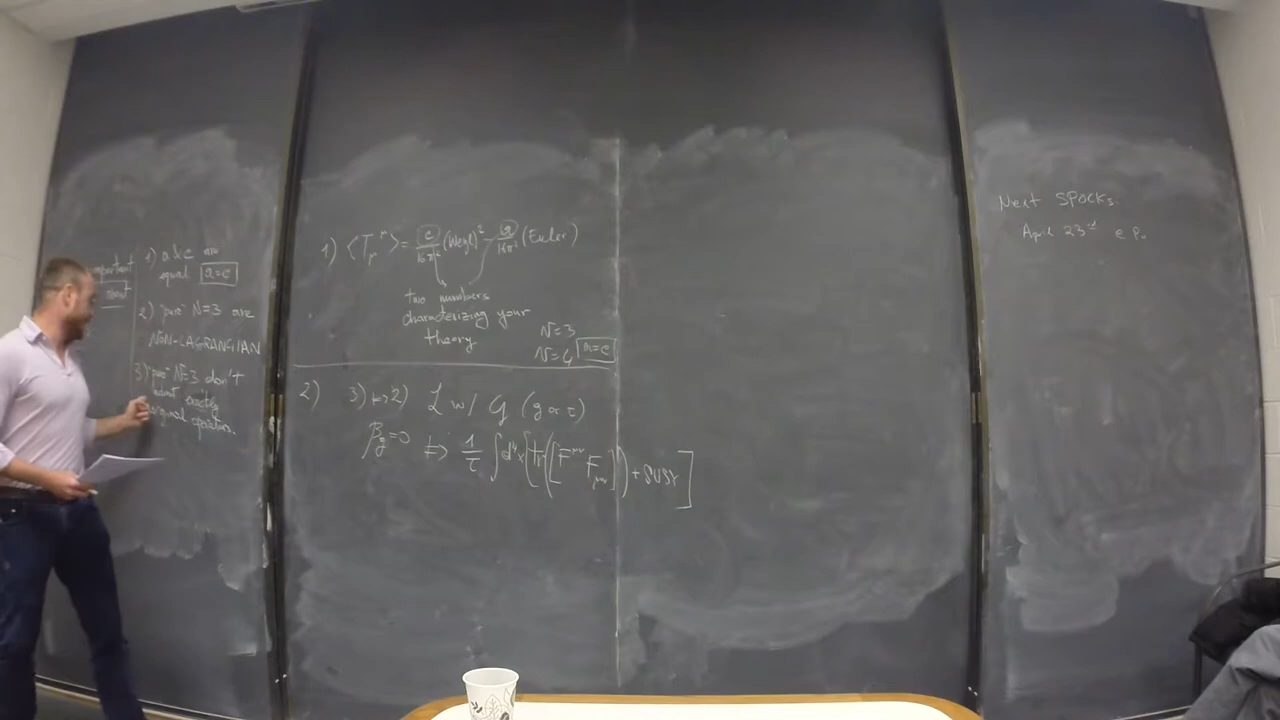 important
1) a & c are
equal a=c
2) "pure" N=3 are
NON-LAGRANGIAN
3) "pure" N=3 don't
exactly
marginal operators.
1) <T_μ^μ> = c/16π² (Weyl)² - a/16π² (Euler)
two numbers
characterizing your
theory
N=3
N=4 a=c
2) 3) <=> 2) L w/ G (g or τ)
β_g=0 <=> 1/τ ∫d⁴x [tr([F^μν F_μν]) + SUSY]
Next SPocks:
April 23rd @ P.